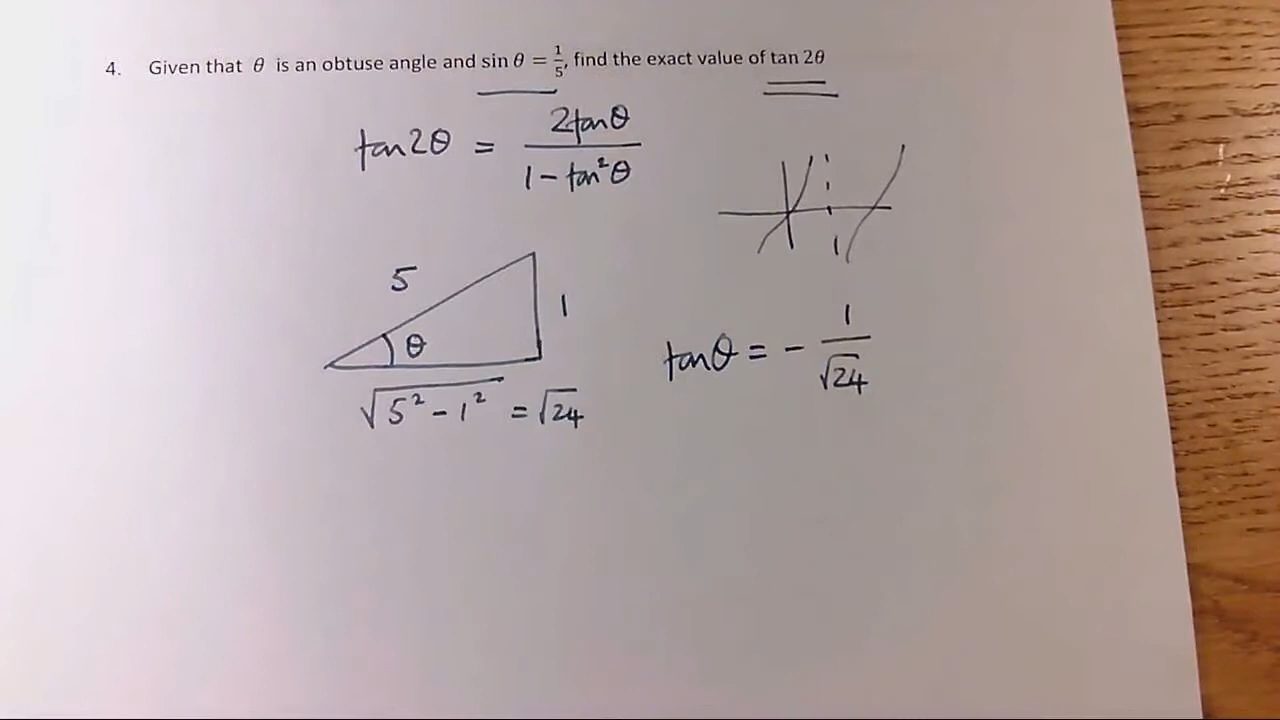 4. Given that θ is an obtuse angle and sin θ = 1/5, find the exact value of tan 2θ
tan2θ = 2tanθ / 1 - tan²θ
5
1
θ
tanθ = - 1/√24
√5² - 1² = √24